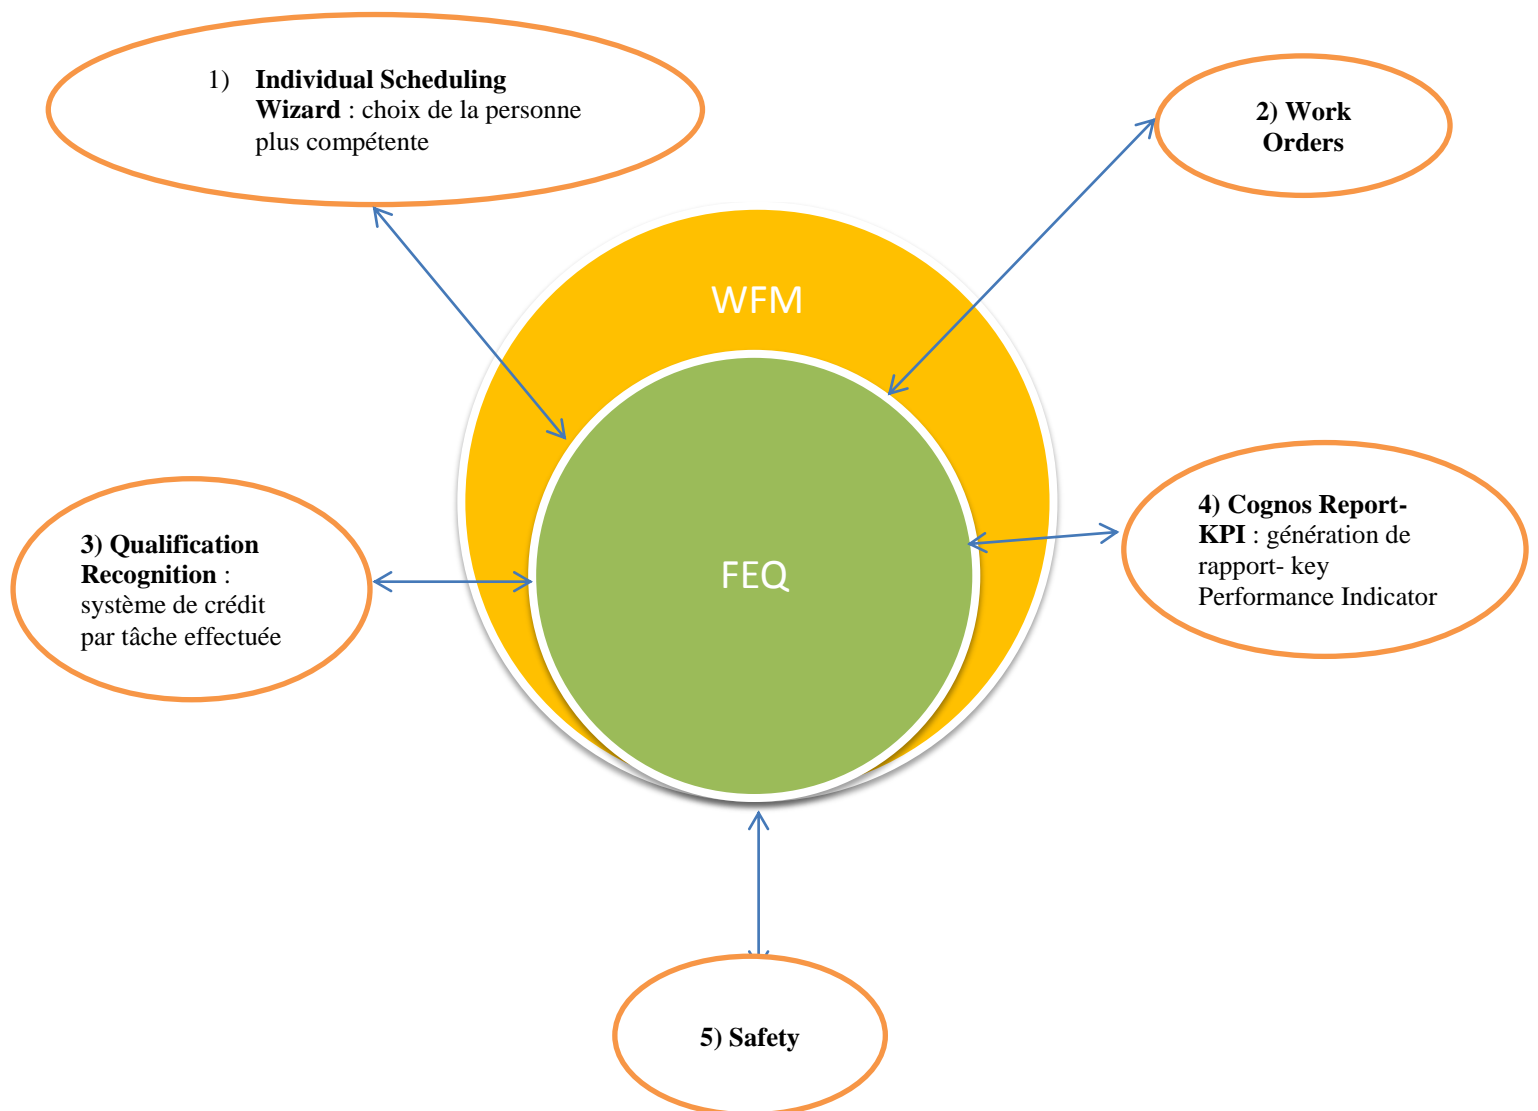 1) Individual Scheduling
Wizard : choix de la personne
plus compétente
2) Work
Orders
WFM
3) Qualification
Recognition :
système de crédit
par tâche effectuée
FEQ
4) Cognos Report-
KPI : génération de
rapport- key
Performance Indicator
5) Safety